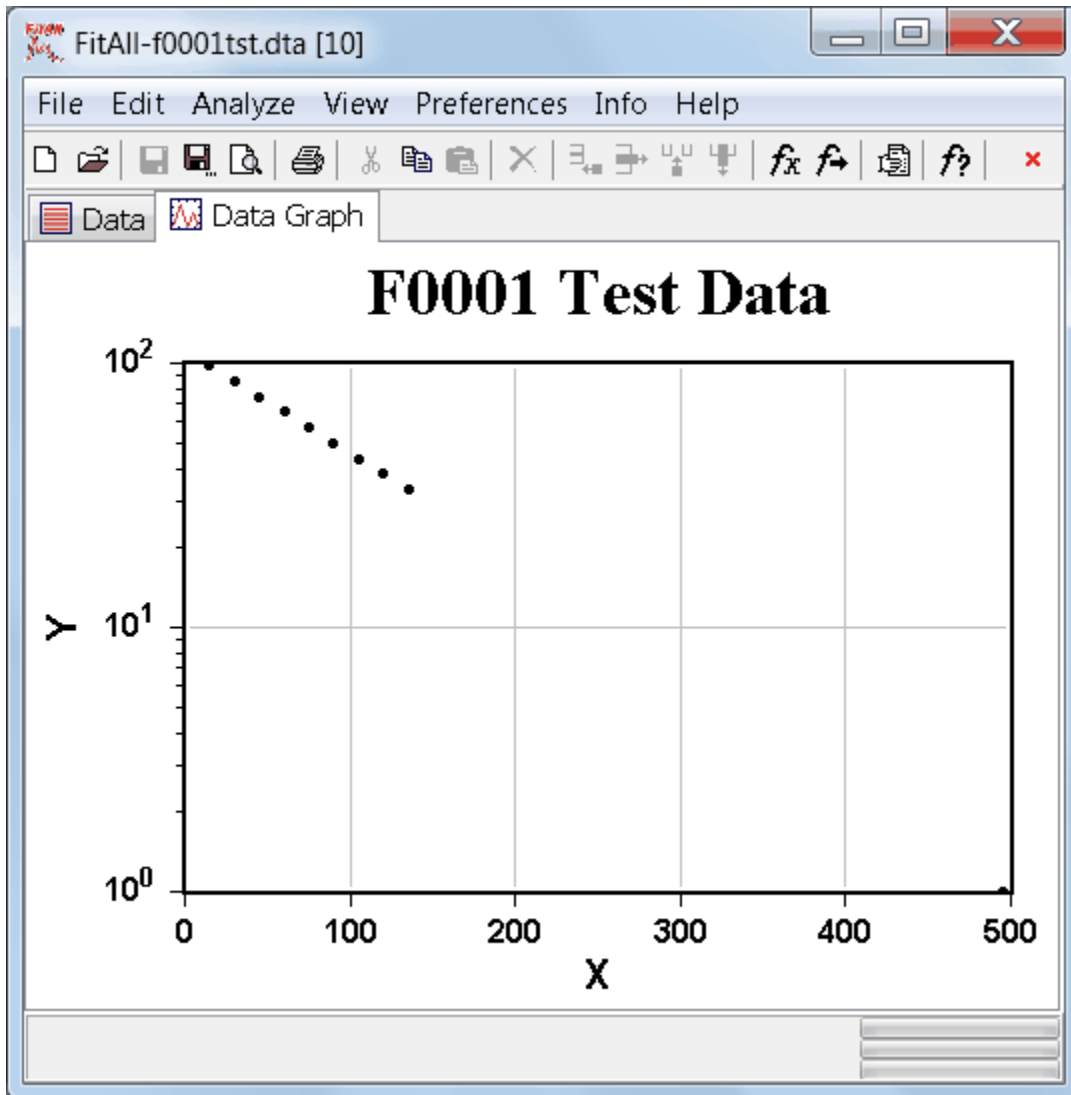 FitAll-f0001tst.dta [10]
File Edit Analyze View Preferences Info Help
fx f f?
Data Data Graph
F0001 Test Data
10²
10¹
10⁰
Y
0 100 200 300 400 500
X